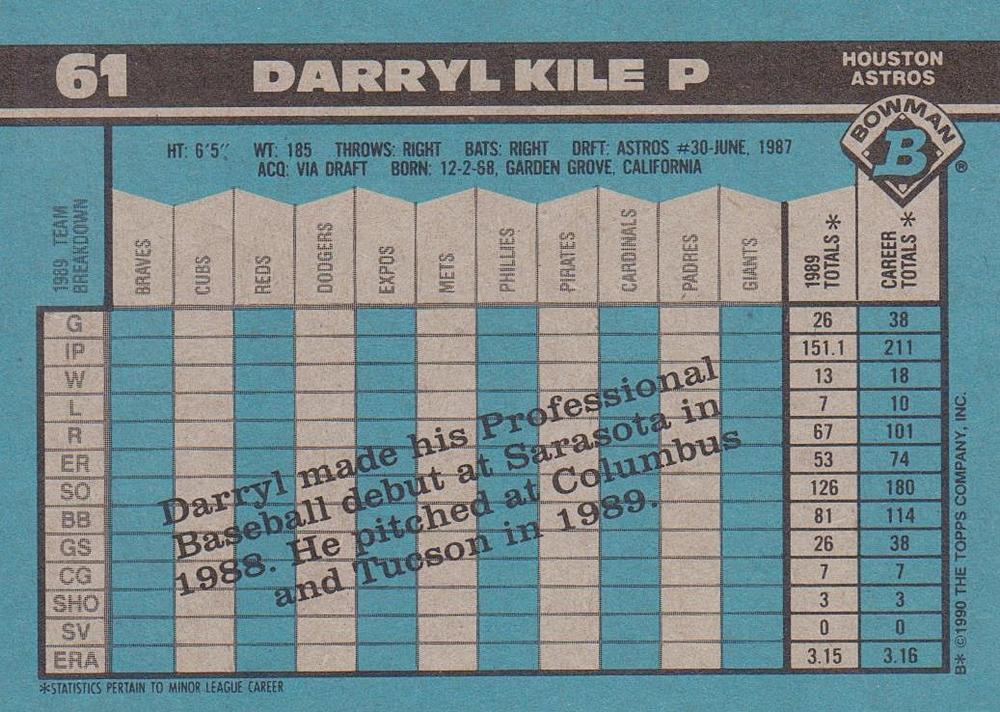 61 DARRYL KILE P
HOUSTON
ASTROS
BOWMAN
B®
HT: 6'5" WT: 185 THROWS: RIGHT BATS: RIGHT DRFT: ASTROS #30-JUNE, 1987
ACQ: VIA DRAFT BORN: 12-2-68, GARDEN GROVE, CALIFORNIA
1989 TEAM
BREAKDOWN
BRAVES
CUBS
REDS
DODGERS
EXPOS
METS
PHILLIES
PIRATES
CARDINALS
PADRES
GIANTS
1989
TOTALS *
CAREER
TOTALS *
G 26 38
IP 151.1 211
W 13 18
L 7 10
R 67 101
ER 53 74
SO 126 180
BB 81 114
GS 26 38
CG 7 7
SHO 3 3
SV 0 0
ERA 3.15 3.16
Darryl made his Professional
Baseball debut at Sarasota in
1988. He pitched at Columbus
and Tucson in 1989.
*STATISTICS PERTAIN TO MINOR LEAGUE CAREER
B* ©1990 THE TOPPS COMPANY, INC.